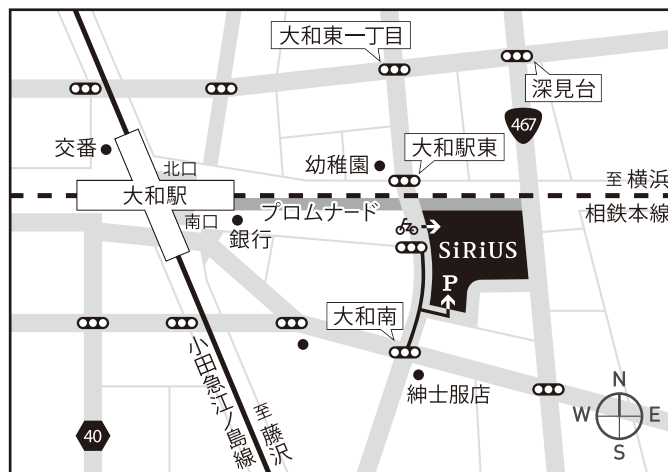 大和東一丁目
深見台
467
交番
北口
幼稚園
大和駅東
至 横浜
大和駅
プロムナード
相鉄本線
南口
銀行
SiRiUS
P
大和南
小田急江ノ島線
至 藤沢
紳士服店
40
N
W
E
S